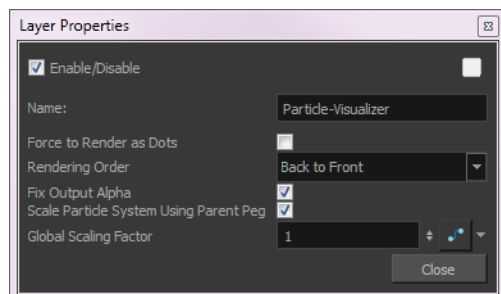 Layer Properties
Enable/Disable
Name: Particle-Visualizer
Force to Render as Dots
Rendering Order Back to Front
Fix Output Alpha
Scale Particle System Using Parent Peg
Global Scaling Factor 1
Close